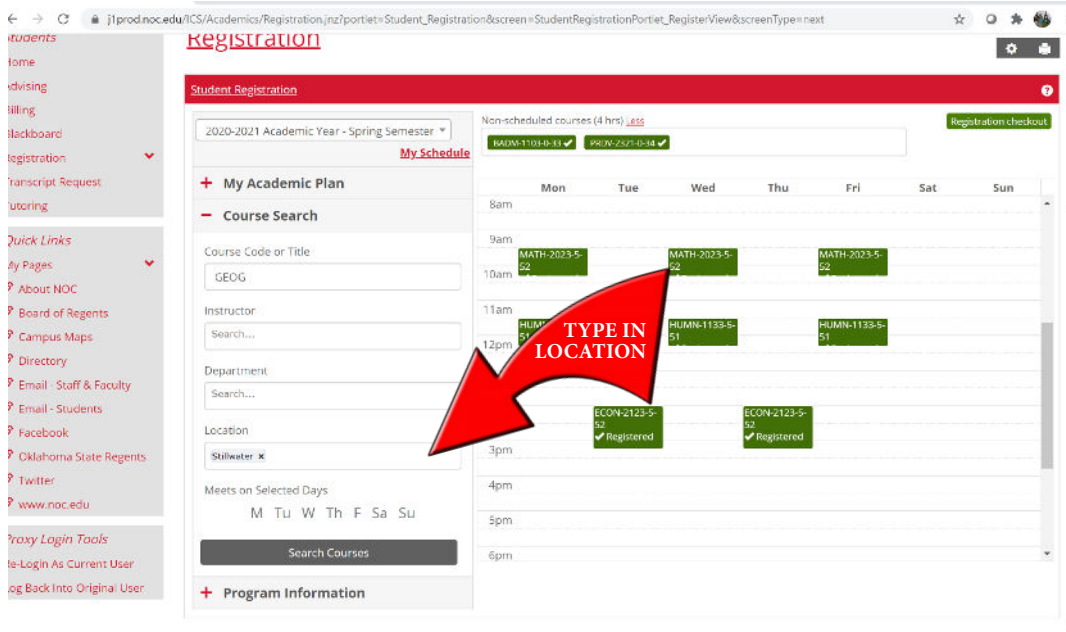 j1prod.noc.edu/ICS/Academics/Registration.jnz?portlet=Student_Registration&screen=StudentRegistrationPortlet_RegisterView&screenType=next
Students
Home
Advising
Billing
Blackboard
Registration
Transcript Request
Tutoring
Quick Links
My Pages
About NOC
Board of Regents
Campus Maps
Directory
Email - Staff & Faculty
Email - Students
Facebook
Oklahoma State Regents
Twitter
www.noc.edu
Proxy Login Tools
Re-Login As Current User
Log Back Into Original User
Registration
Student Registration
2020-2021 Academic Year - Spring Semester
My Schedule
+ My Academic Plan
− Course Search
Course Code or Title
GEOG
Instructor
Search...
Department
Search...
Location
Stillwater ×
Meets on Selected Days
M Tu W Th F Sa Su
Search Courses
+ Program Information
Non-scheduled courses (4 hrs) Less
BADM-1103-0-33 ✔ PRDV-2321-0-34 ✔
Registration checkout
Mon Tue Wed Thu Fri Sat Sun
8am
9am
MATH-2023-5-52 MATH-2023-5-52 MATH-2023-5-52
10am
11am
HUM HUMN-1133-5-51 HUMN-1133-5-51
12pm
TYPE IN
LOCATION
ECON-2123-5-52 ECON-2123-5-52
✔ Registered ✔ Registered
3pm
4pm
5pm
6pm